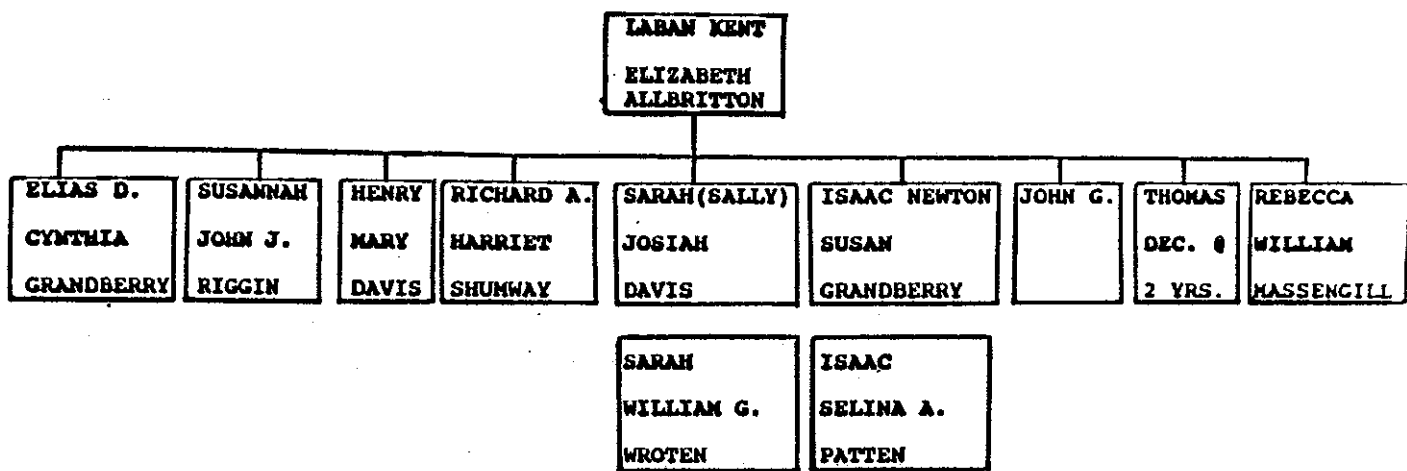 LABAN KENT
ELIZABETH
ALLBRITTON
ELIAS D.
CYNTHIA
GRANDBERRY
SUSANNAH
JOHN J.
RIGGIN
HENRY
MARY
DAVIS
RICHARD A.
HARRIET
SHUMWAY
SARAH(SALLY)
JOSIAH
DAVIS
ISAAC NEWTON
SUSAN
GRANDBERRY
JOHN G.
THOMAS
DEC. @
2 YRS.
REBECCA
WILLIAM
MASSENGILL
SARAH
WILLIAM G.
WROTEN
ISAAC
SELINA A.
PATTEN